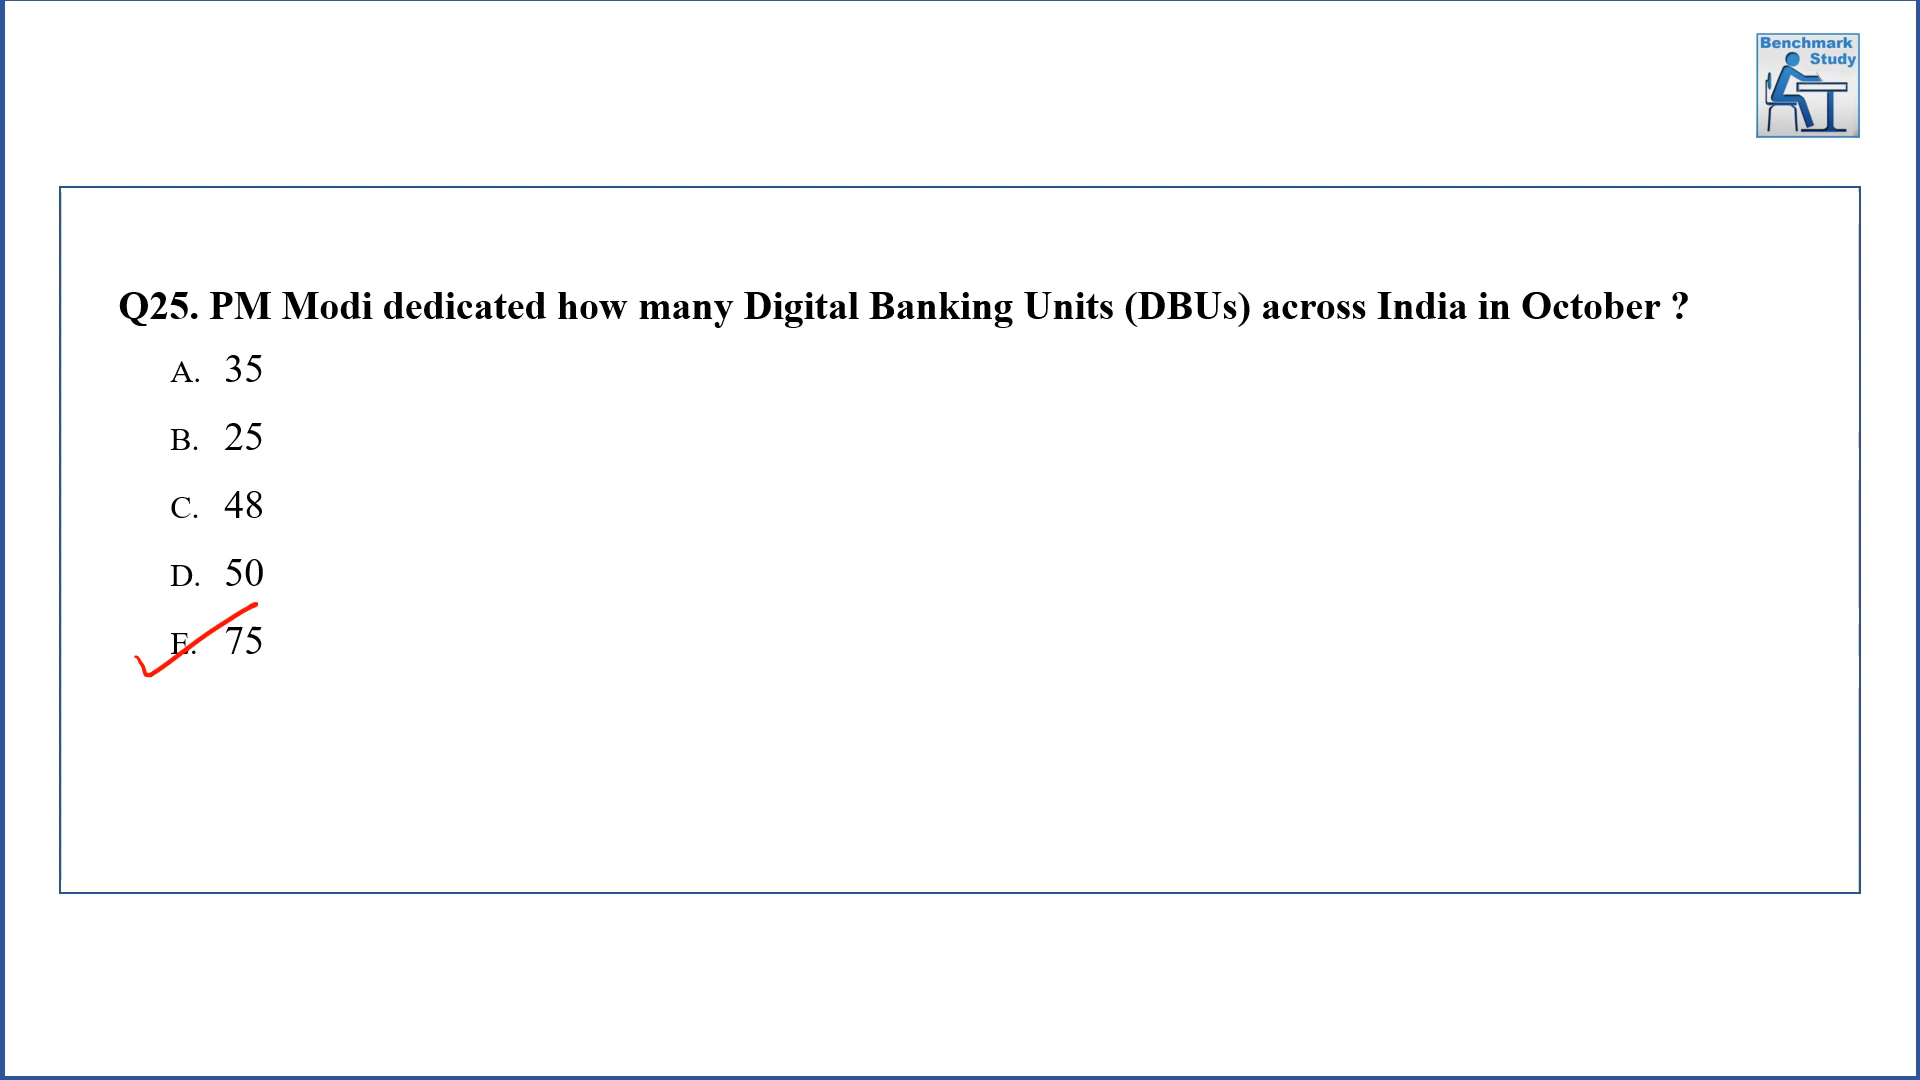 Benchmark
Study
Q25. PM Modi dedicated how many Digital Banking Units (DBUs) across India in October ?
A. 35
B. 25
C. 48
D. 50
E. 75